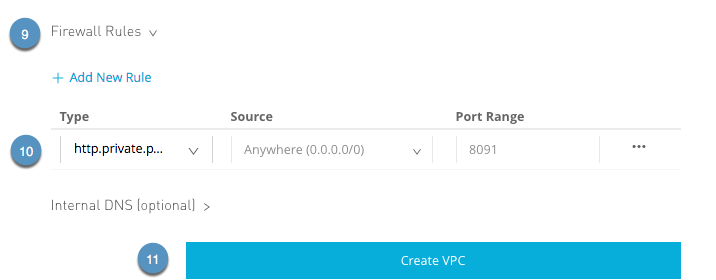 9 Firewall Rules
+ Add New Rule
Type Source Port Range
10 http.private.p... Anywhere (0.0.0.0/0) 8091 ...
Internal DNS (optional) >
11 Create VPC